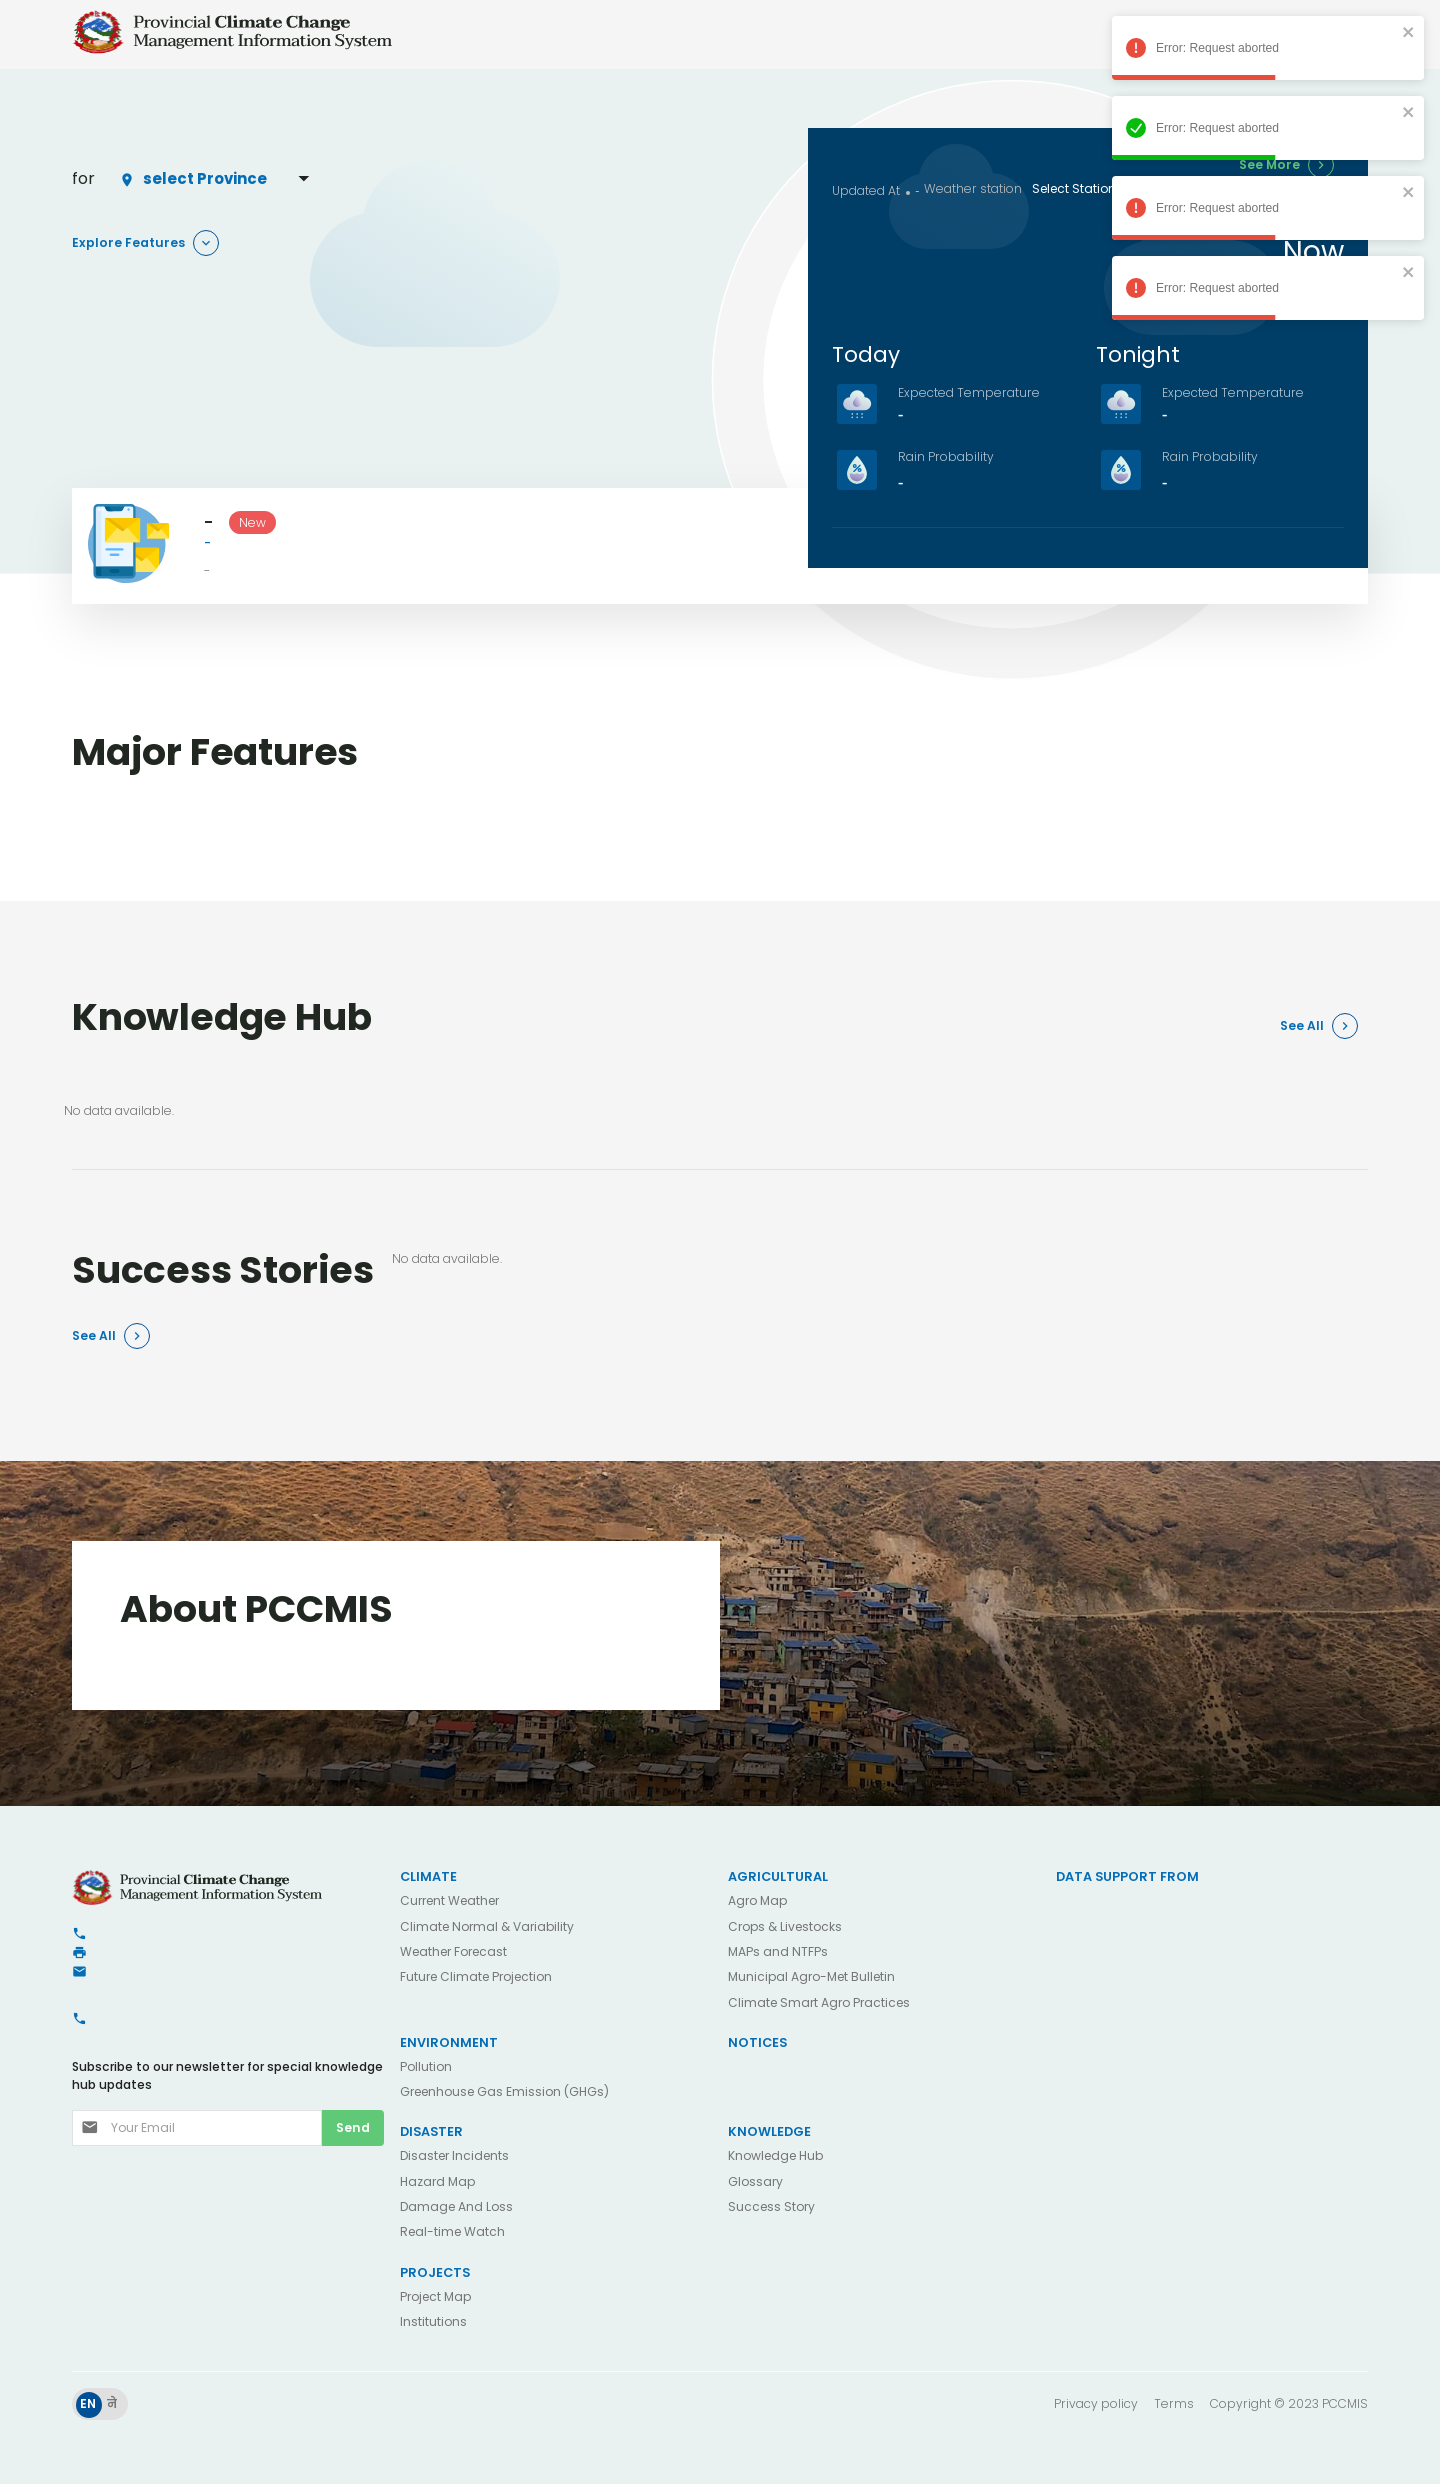 Provincial Climate Change
Management Information System
Error: Request aborted
Error: Request aborted
Error: Request aborted
Error: Request aborted
for select Province
Explore Features
See More
Updated At - Weather station Select Station
Now
Today
Expected Temperature
-
Rain Probability
-
Tonight
Expected Temperature
-
Rain Probability
-
- New
-
-
Major Features
Knowledge Hub
See All
No data available.
Success Stories
No data available.
See All
About PCCMIS
Provincial Climate Change
Management Information System
Subscribe to our newsletter for special knowledge
hub updates
Your Email
Send
CLIMATE
Current Weather
Climate Normal & Variability
Weather Forecast
Future Climate Projection
AGRICULTURAL
Agro Map
Crops & Livestocks
MAPs and NTFPs
Municipal Agro-Met Bulletin
Climate Smart Agro Practices
DATA SUPPORT FROM
ENVIRONMENT
Pollution
Greenhouse Gas Emission (GHGs)
NOTICES
DISASTER
Disaster Incidents
Hazard Map
Damage And Loss
Real-time Watch
KNOWLEDGE
Knowledge Hub
Glossary
Success Story
PROJECTS
Project Map
Institutions
EN ने
Privacy policy Terms Copyright © 2023 PCCMIS